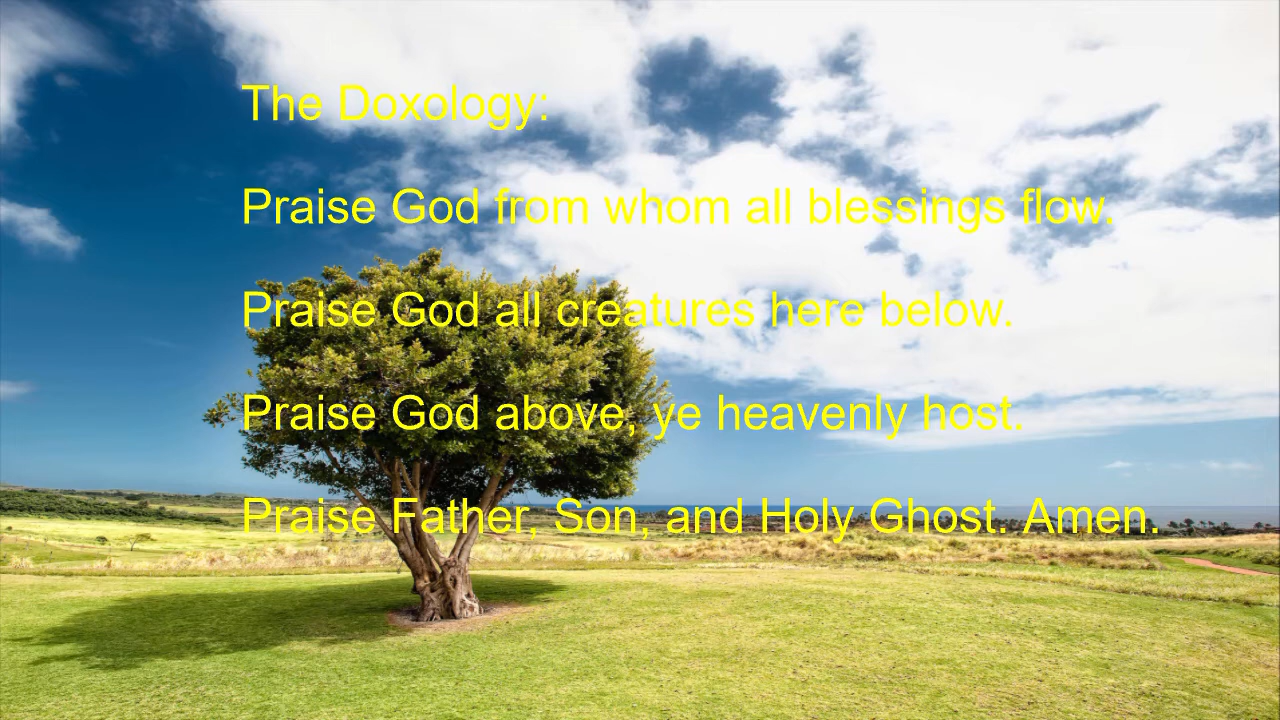 The Doxology:
Praise God from whom all blessings flow.
Praise God all creatures here below.
Praise God above, ye heavenly host.
Praise Father, Son, and Holy Ghost. Amen.